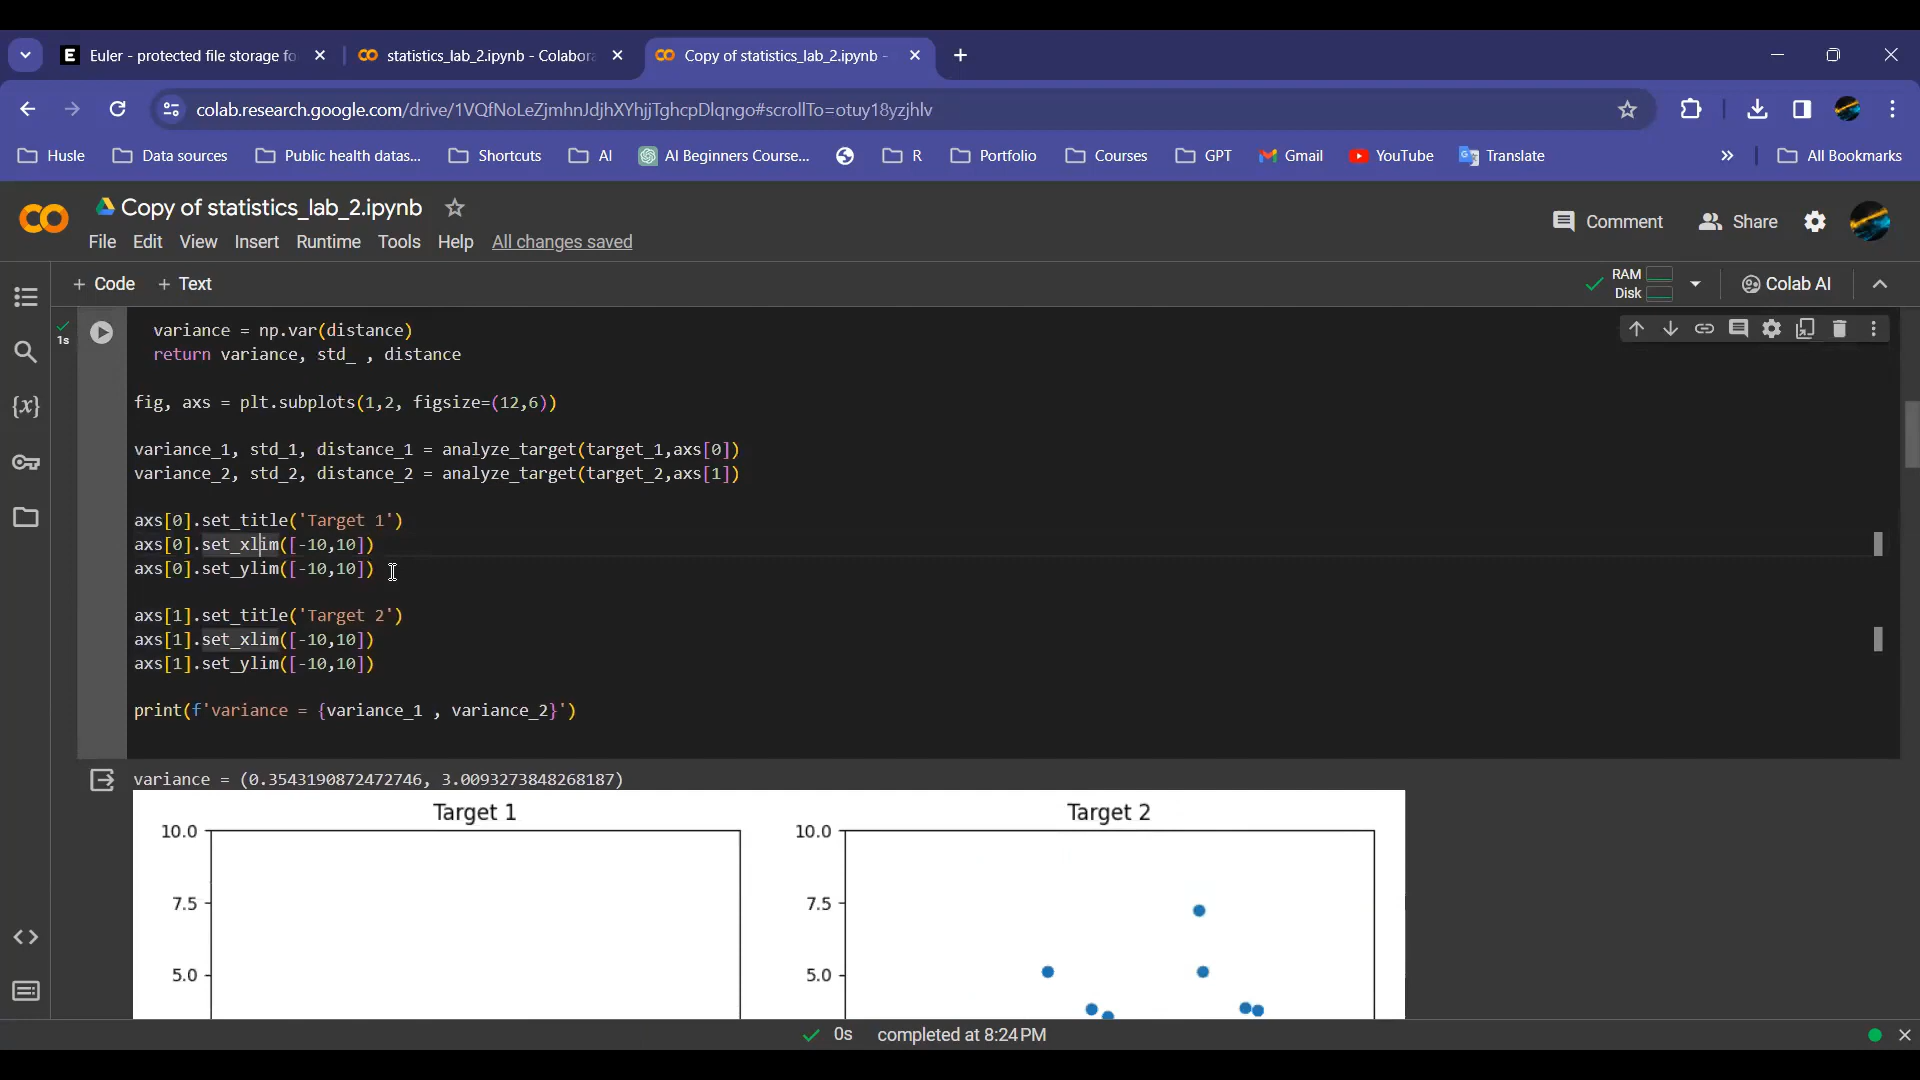 Euler - protected file storage fo
statistics_lab_2.ipynb - Colabor
Copy of statistics_lab_2.ipynb -
colab.research.google.com/drive/1VQfNoLeZjmhnJdjhXYhjjTghcpDlqngo#scrollTo=otuy18yzjhlv
Husle
Data sources
Public health datas...
Shortcuts
AI
AI Beginners Course...
R
Portfolio
Courses
GPT
Gmail
YouTube
Translate
All Bookmarks
Copy of statistics_lab_2.ipynb
File Edit View Insert Runtime Tools Help All changes saved
Comment
Share
+ Code + Text
RAM
Disk
Colab AI
1s
variance = np.var(distance)
return variance, std_ , distance
fig, axs = plt.subplots(1,2, figsize=(12,6))
variance_1, std_1, distance_1 = analyze_target(target_1,axs[0])
variance_2, std_2, distance_2 = analyze_target(target_2,axs[1])
axs[0].set_title('Target 1')
axs[0].set_xlim([-10,10])
axs[0].set_ylim([-10,10])
axs[1].set_title('Target 2')
axs[1].set_xlim([-10,10])
axs[1].set_ylim([-10,10])
print(f'variance = {variance_1 , variance_2}')
variance = (0.3543190872472746, 3.0093273848268187)
Target 1
10.0
7.5
5.0
Target 2
10.0
7.5
5.0
0s completed at 8:24 PM